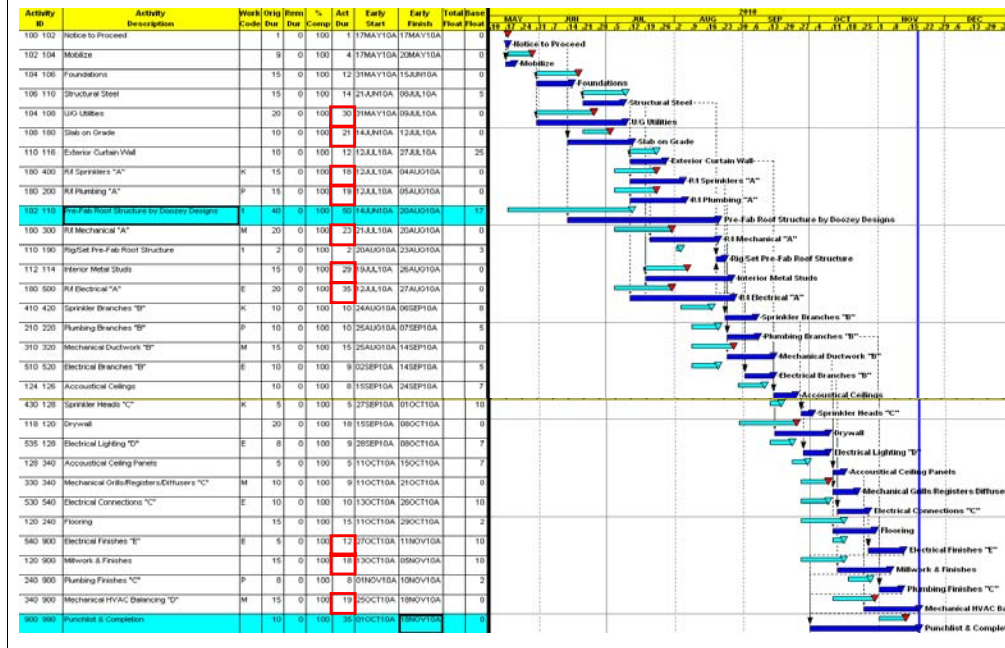 Activity ID Activity Description Work Code Orig Dur Rem Dur % Comp Act Dur Early Start Early Finish Total Float Base Float
2010
MAY JUN JUL AUG SEP OCT NOV DEC
100 102 Notice to Proceed 1 0 100 1 17MAY10A 17MAY10A 0 Notice to Proceed
102 104 Mobilize 9 0 100 4 17MAY10A 20MAY10A 0 Mobilize
104 106 Foundations 15 0 100 12 31MAY10A 15JUN10A 0 Foundations
106 110 Structural Steel 15 0 100 14 21JUN10A 08JUL10A 5 Structural Steel
104 108 U/G Utilities 20 0 100 30 31MAY10A 09JUL10A 0 U/G Utilities
108 180 Slab on Grade 10 0 100 21 14JUN10A 12JUL10A 0 Slab on Grade
110 116 Exterior Curtain Wall 10 0 100 12 12JUL10A 27JUL10A 25 Exterior Curtain Wall
180 400 R/I Sprinklers "A" K 15 0 100 18 12JUL10A 04AUG10A 0 R/I Sprinklers "A"
180 200 R/I Plumbing "A" P 15 0 100 19 12JUL10A 05AUG10A 0 R/I Plumbing "A"
102 110 Pre-Fab Roof Structure by Doozey Designs 1 40 0 100 50 14JUN10A 20AUG10A 17 Pre-Fab Roof Structure by Doozey Designs
180 300 R/I Mechanical "A" M 20 0 100 23 21JUL10A 20AUG10A 0 R/I Mechanical "A"
110 190 Rig/Set Pre-Fab Roof Structure 1 2 0 100 2 20AUG10A 23AUG10A 3 Rig/Set Pre-Fab Roof Structure
112 114 Interior Metal Studs 15 0 100 29 19JUL10A 26AUG10A 0 Interior Metal Studs
180 500 R/I Electrical "A" E 20 0 100 35 12JUL10A 27AUG10A 0 R/I Electrical "A"
410 420 Sprinkler Branches "B" K 10 0 100 10 24AUG10A 06SEP10A 8 Sprinkler Branches "B"
210 220 Plumbing Branches "B" P 10 0 100 10 25AUG10A 07SEP10A 5 Plumbing Branches "B"
310 320 Mechanical Ductwork "B" M 15 0 100 15 25AUG10A 14SEP10A 0 Mechanical Ductwork "B"
510 520 Electrical Branches "B" E 10 0 100 9 02SEP10A 14SEP10A 5 Electrical Branches "B"
124 126 Accoustical Ceilings 10 0 100 8 15SEP10A 24SEP10A 7 Accoustical Ceilings
430 128 Sprinkler Heads "C" K 5 0 100 5 27SEP10A 01OCT10A 10 Sprinkler Heads "C"
118 120 Drywall 20 0 100 18 15SEP10A 08OCT10A 0 Drywall
535 128 Electrical Lighting "D" E 8 0 100 9 28SEP10A 08OCT10A 7 Electrical Lighting "D"
128 340 Accoustical Ceiling Panels 5 0 100 5 11OCT10A 15OCT10A 7 Accoustical Ceiling Panels
330 340 Mechanical Grills/Registers/Diffusers "C" M 10 0 100 9 11OCT10A 21OCT10A 0 Mechanical Grills/Registers/Diffuse
530 540 Electrical Connections "C" E 10 0 100 10 13OCT10A 26OCT10A 10 Electrical Connections "C"
120 240 Flooring 15 0 100 15 11OCT10A 29OCT10A 2 Flooring
540 900 Electrical Finishes "E" E 5 0 100 12 27OCT10A 11NOV10A 10 Electrical Finishes "E"
120 900 Millwork & Finishes 15 0 100 18 13OCT10A 05NOV10A 10 Millwork & Finishes
240 900 Plumbing Finishes "C" P 8 0 100 8 01NOV10A 10NOV10A 2 Plumbing Finishes "C"
340 900 Mechanical HVAC Balancing "D" M 15 0 100 19 25OCT10A 18NOV10A 0 Mechanical HVAC Ba
900 990 Punchlist & Completion 10 0 100 35 01OCT10A 18NOV10A 0 Punchlist & Comple